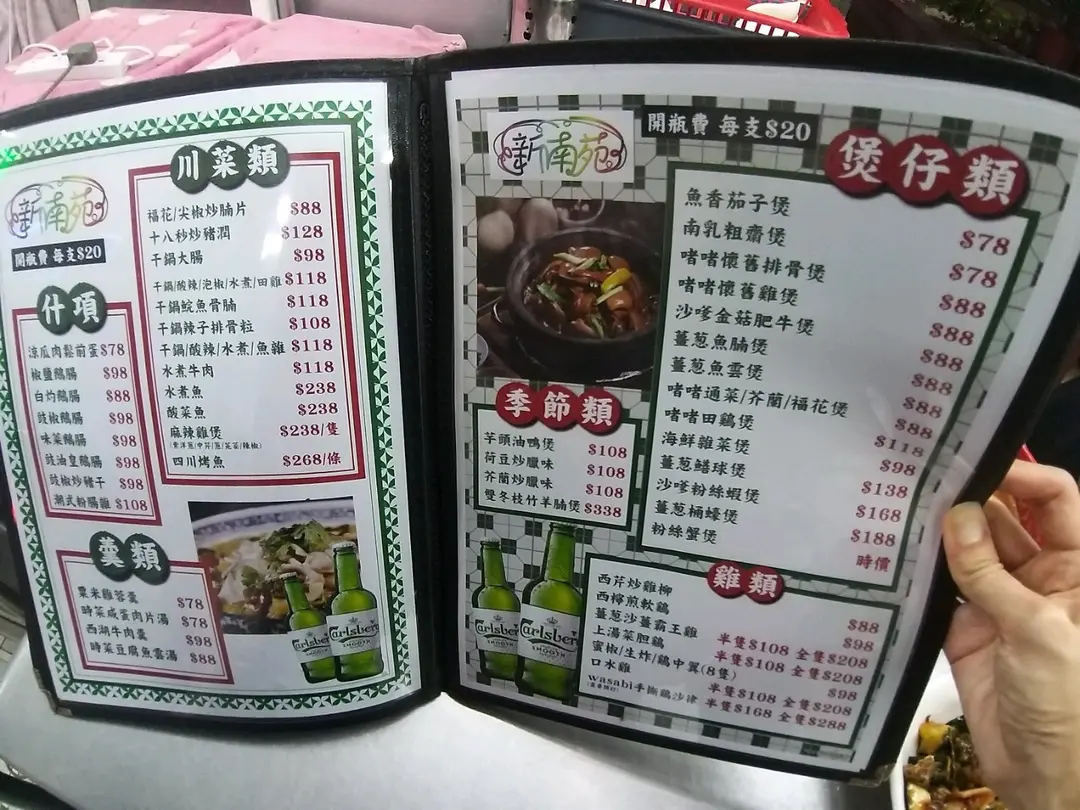 新南苑
開瓶費 每支$20
什項
涼瓜肉鬆煎蛋$78
椒鹽鵝腸 $98
白灼鵝腸 $88
豉椒鵝腸 $98
味菜鵝腸 $98
豉油皇鵝腸 $98
豉椒炒豬干 $98
潮式粉腸雜 $108
羹類
粟米雞蓉羹 $78
時菜咸蛋肉片湯 $78
西湖牛肉羹 $98
時菜豆腐魚雲湯 $88
川菜類
福花/尖椒炒腩片 $88
十八秒炒豬潤 $128
干鍋大腸 $98
干鍋/酸辣/泡椒/水煮/田雞 $118
干鍋鯇魚骨腩 $118
干鍋辣子排骨粒 $108
干鍋/酸辣/水煮/魚雜 $118
水煮牛肉 $118
水煮魚 $238
酸菜魚 $238
麻辣雞煲 $238/隻
四川烤魚 $268/條
Carlsberg
SMOOTH
Carlsberg
SMOOTH
新南苑
開瓶費 每支$20
煲仔類
魚香茄子煲 $78
南乳粗齋煲 $78
啫啫懷舊排骨煲 $88
啫啫懷舊雞煲 $88
沙嗲金菇肥牛煲 $88
薑蔥魚腩煲 $88
薑蔥魚雲煲 $88
啫啫通菜/芥蘭/福花煲 $88
啫啫田鷄煲 $118
海鮮雜菜煲 $98
薑蔥鱔球煲 $138
沙嗲粉絲蝦煲 $168
薑蔥桶蠔煲 $188
粉絲蟹煲 時價
季節類
芋頭油鴨煲 $108
荷豆炒臘味 $108
芥蘭炒臘味 $108
雙冬枝竹羊腩煲 $338
Carlsberg
SMOOTH
Carlsberg
SMOOTH
雞類
西芹炒雞柳 $88
西檸煎軟鷄 $98
薑蔥沙薑霸王雞 半隻$108 全隻$208
上湯菜胆鷄 半隻$108 全隻$208
蜜椒/生炸/鷄中翼(8隻) $98
口水雞 半隻$108 全隻$208
wasabi手撕鷄沙津 半隻$168 全隻$288